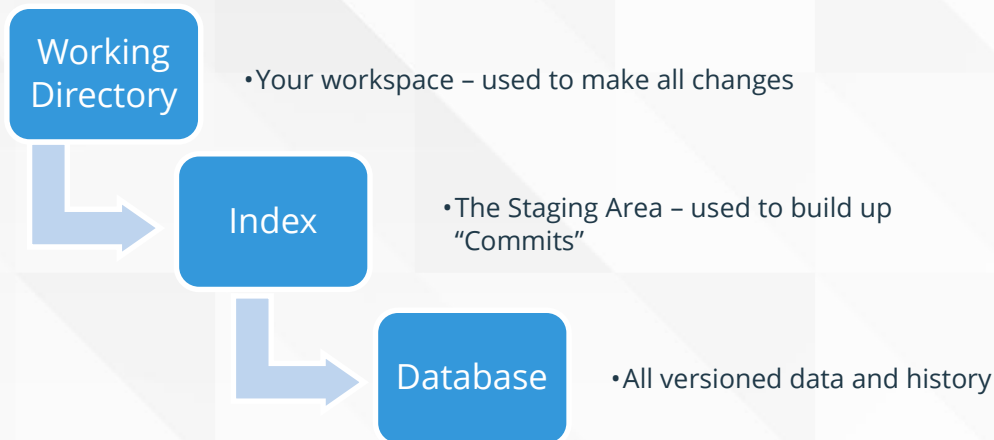 Working
Directory
•Your workspace – used to make all changes
Index
•The Staging Area – used to build up
“Commits”
Database
•All versioned data and history